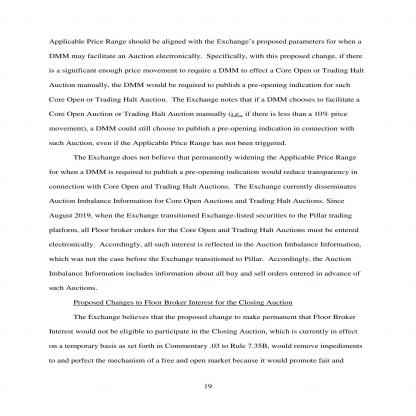 Applicable Price Range should be aligned with the Exchange's proposed parameters for when a
DMM may facilitate an Auction electronically.  Specifically, with this proposed change, if there
is a significant enough price movement to require a DMM to effect a Core Open or Trading Halt
Auction manually, the DMM would be required to publish a pre-opening indication for such
Core Open or Trading Halt Auction.  The Exchange notes that if a DMM chooses to facilitate a
Core Open Auction or Trading Halt Auction manually (i.e., if there is less than a 10% price
movement), a DMM could still choose to publish a pre-opening indication in connection with
such Auction, even if the Applicable Price Range has not been triggered.
The Exchange does not believe that permanently widening the Applicable Price Range
for when a DMM is required to publish a pre-opening indication would reduce transparency in
connection with Core Open and Trading Halt Auctions.  The Exchange currently disseminates
Auction Imbalance Information for Core Open Auctions and Trading Halt Auctions. Since
August 2019, when the Exchange transitioned Exchange-listed securities to the Pillar trading
platform, all Floor broker orders for the Core Open and Trading Halt Auctions must be entered
electronically.  Accordingly, all such interest is reflected in the Auction Imbalance Information,
which was not the case before the Exchange transitioned to Pillar.  Accordingly, the Auction
Imbalance Information includes information about all buy and sell orders entered in advance of
such Auctions.
Proposed Changes to Floor Broker Interest for the Closing Auction
The Exchange believes that the proposed change to make permanent that Floor Broker
Interest would not be eligible to participate in the Closing Auction, which is currently in effect
on a temporary basis as set forth in Commentary .03 to Rule 7.35B, would remove impediments
to and perfect the mechanism of a free and open market because it would promote fair and
19